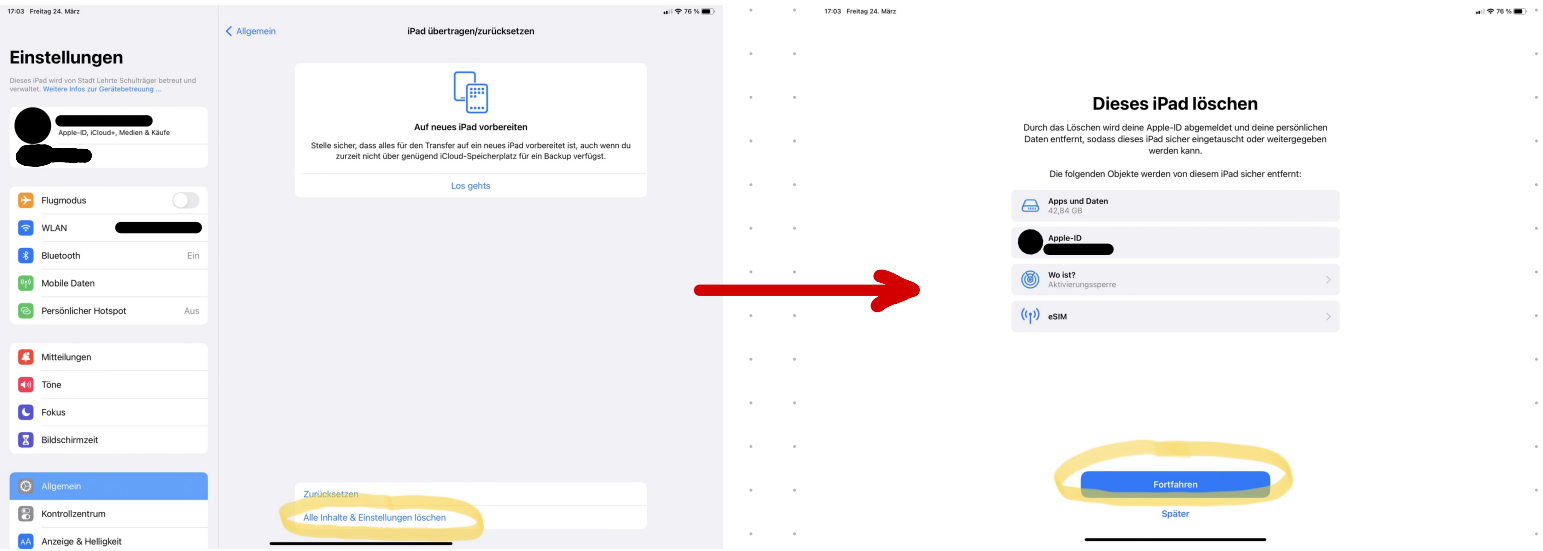 17:03 Freitag 24. März
76 %
Einstellungen
Dieses iPad wird von Stadt Lehrte Schulträger betreut und
verwaltet. Weitere Infos zur Gerätebetreuung ...
Apple-ID, iCloud+, Medien & Käufe
Flugmodus
WLAN
Bluetooth Ein
Mobile Daten
Persönlicher Hotspot Aus
Mitteilungen
Töne
Fokus
Bildschirmzeit
Allgemein
Kontrollzentrum
AA Anzeige & Helligkeit
Allgemein
iPad übertragen/zurücksetzen
Auf neues iPad vorbereiten
Stelle sicher, dass alles für den Transfer auf ein neues iPad vorbereitet ist, auch wenn du
zurzeit nicht über genügend iCloud-Speicherplatz für ein Backup verfügst.
Los gehts
Zurücksetzen
Alle Inhalte & Einstellungen löschen
17:03 Freitag 24. März
76 %
Dieses iPad löschen
Durch das Löschen wird deine Apple-ID abgemeldet und deine persönlichen
Daten entfernt, sodass dieses iPad sicher eingetauscht oder weitergegeben
werden kann.
Die folgenden Objekte werden von diesem iPad sicher entfernt:
Apps und Daten
42,84 GB
Apple-ID
Wo ist?
Aktivierungssperre
eSIM
Fortfahren
Später